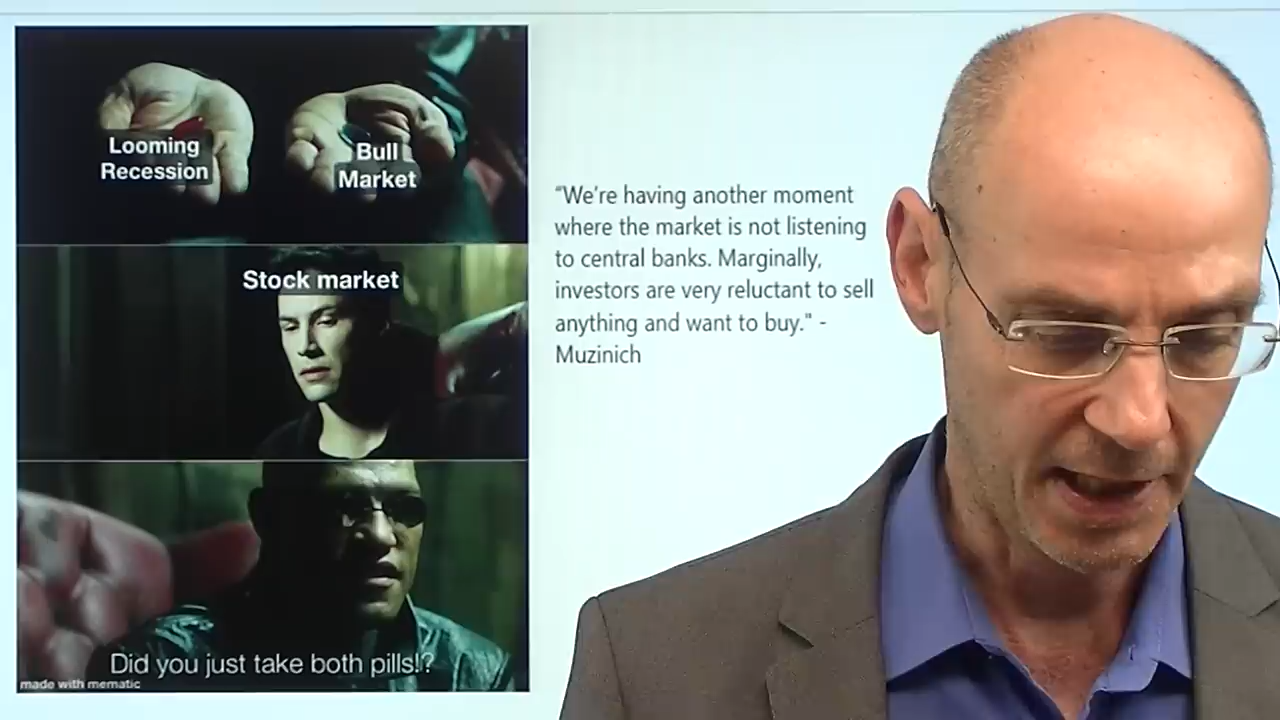 Looming
Recession
Bull
Market
Stock market
Did you just take both pills!?
made with mematic
“We’re having another moment
where the market is not listening
to central banks. Marginally,
investors are very reluctant to sell
anything and want to buy." -
Muzinich